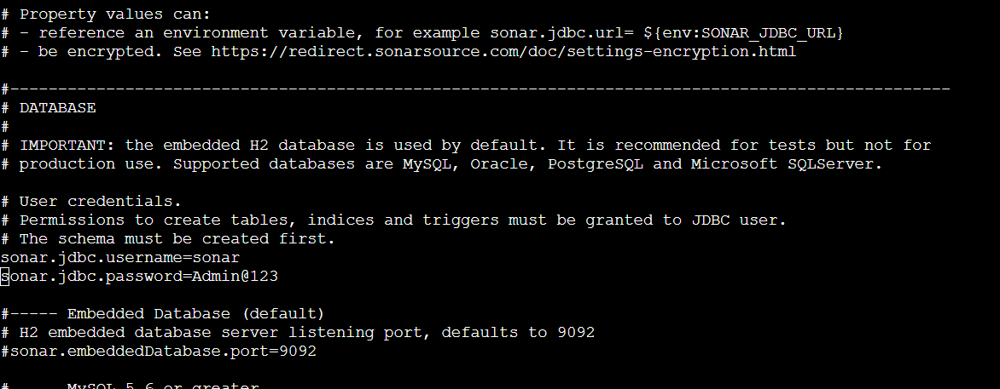 # Property values can:
# - reference an environment variable, for example sonar.jdbc.url= ${env:SONAR_JDBC_URL}
# - be encrypted. See https://redirect.sonarsource.com/doc/settings-encryption.html
#--------------------------------------------------------------------------------------------------
# DATABASE
#
# IMPORTANT: the embedded H2 database is used by default. It is recommended for tests but not for
# production use. Supported databases are MySQL, Oracle, PostgreSQL and Microsoft SQLServer.
# User credentials.
# Permissions to create tables, indices and triggers must be granted to JDBC user.
# The schema must be created first.
sonar.jdbc.username=sonar
sonar.jdbc.password=Admin@123
#----- Embedded Database (default)
# H2 embedded database server listening port, defaults to 9092
#sonar.embeddedDatabase.port=9092
# MySQL 5.6 or greater